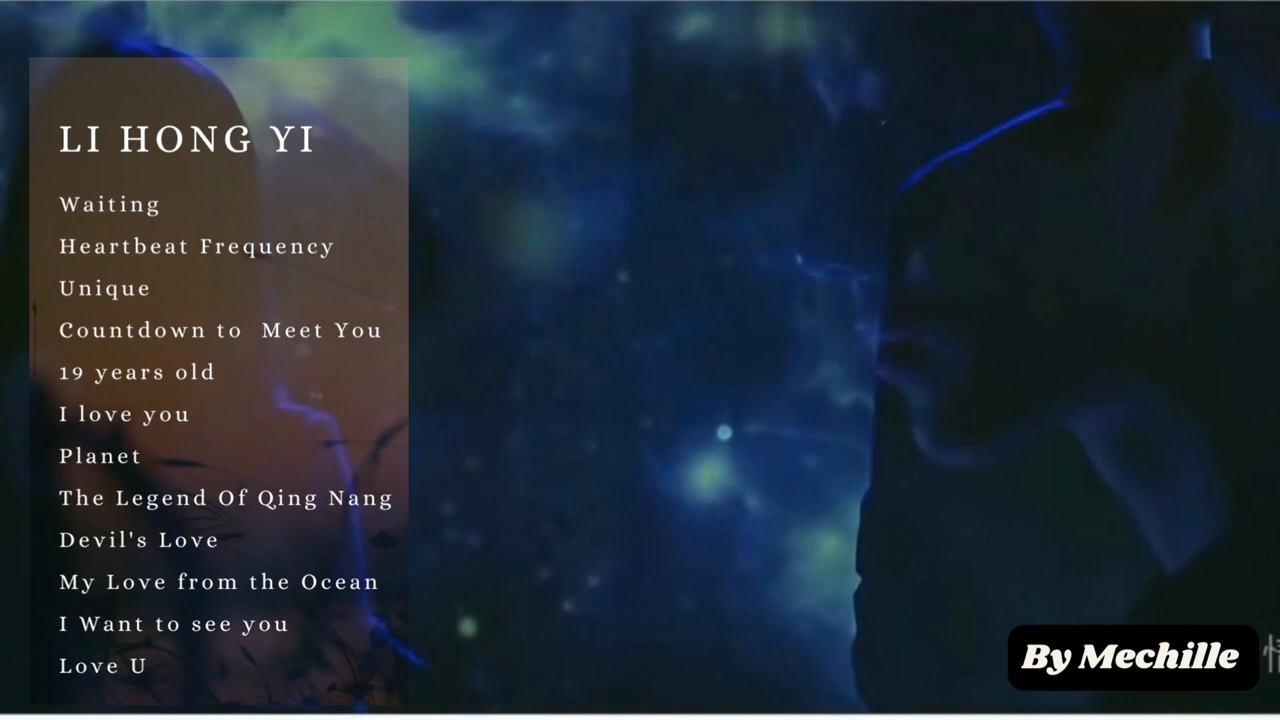 LI HONG YI
Waiting
Heartbeat Frequency
Unique
Countdown to  Meet You
19 years old
I love you
Planet
The Legend Of Qing Nang
Devil's Love
My Love from the Ocean
I Want to see you
Love U
By Mechille